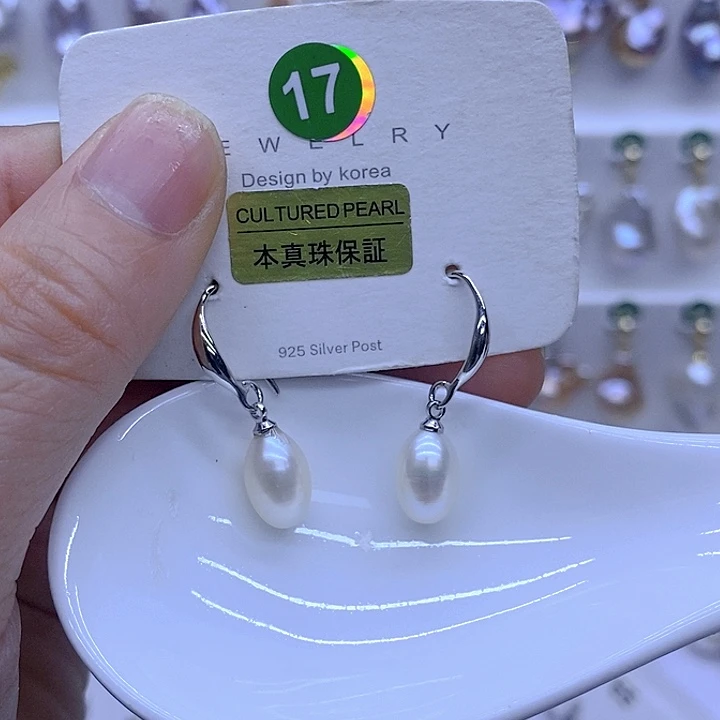 17
EWELRY
Design by korea
CULTURED PEARL
本真珠保証
925 Silver Post